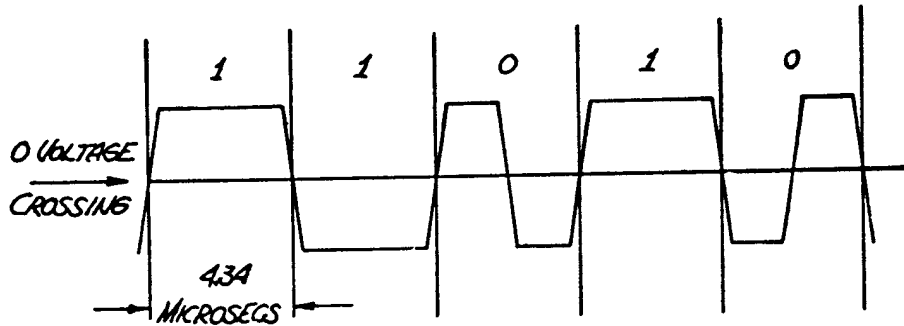 1 1 0 1 0
0 VOLTAGE
CROSSING
4.34
MICROSECS